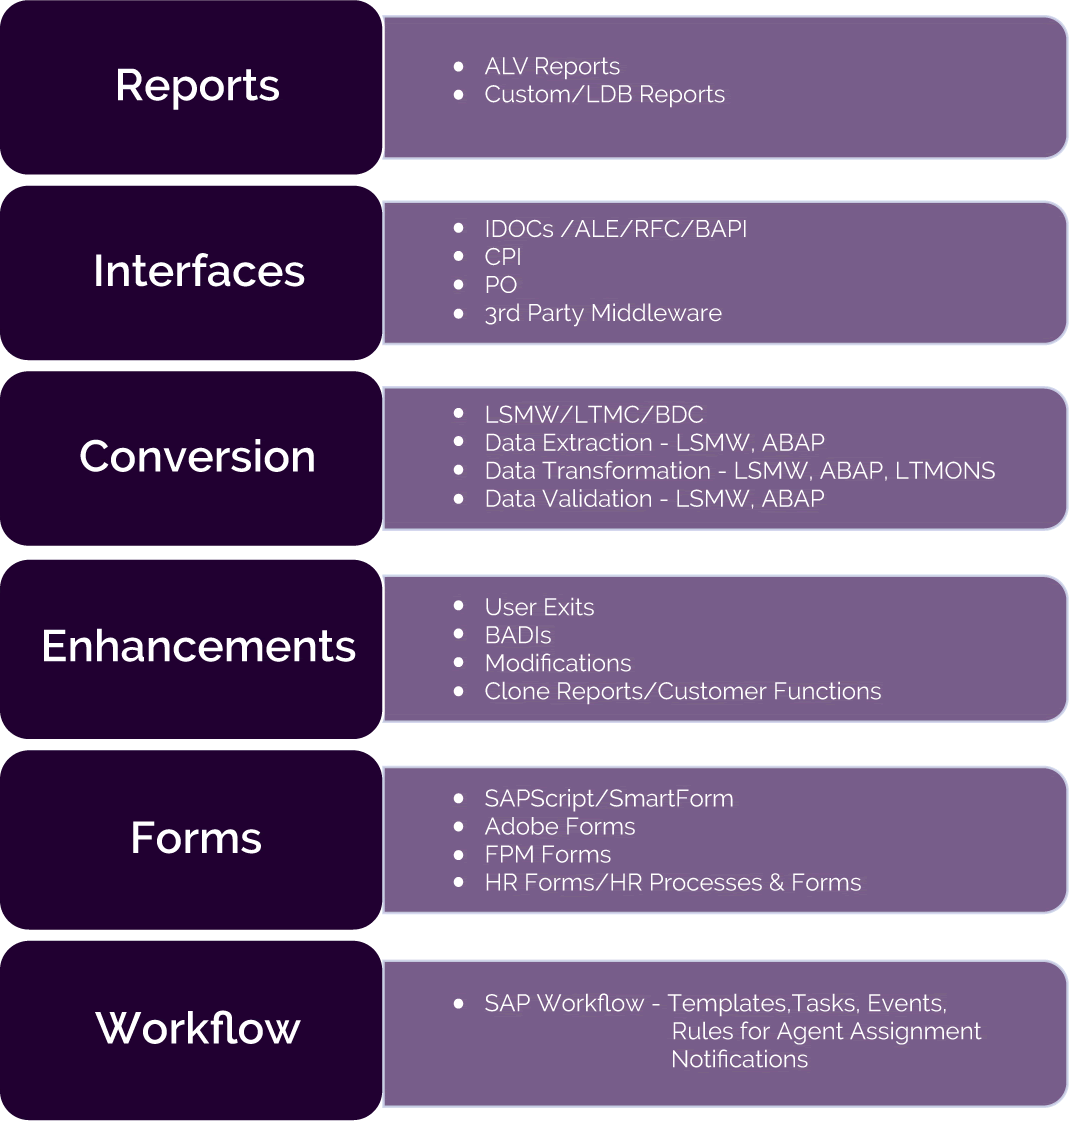 Reports
• ALV Reports
• Custom/LDB Reports
Interfaces
• IDOCs /ALE/RFC/BAPI
• CPI
• PO
• 3rd Party Middleware
Conversion
• LSMW/LTMC/BDC
• Data Extraction - LSMW, ABAP
• Data Transformation - LSMW, ABAP, LTMONS
• Data Validation - LSMW, ABAP
Enhancements
• User Exits
• BADIs
• Modifications
• Clone Reports/Customer Functions
Forms
• SAPScript/SmartForm
• Adobe Forms
• FPM Forms
• HR Forms/HR Processes & Forms
Workflow
• SAP Workflow - Templates,Tasks, Events,
Rules for Agent Assignment
Notifications